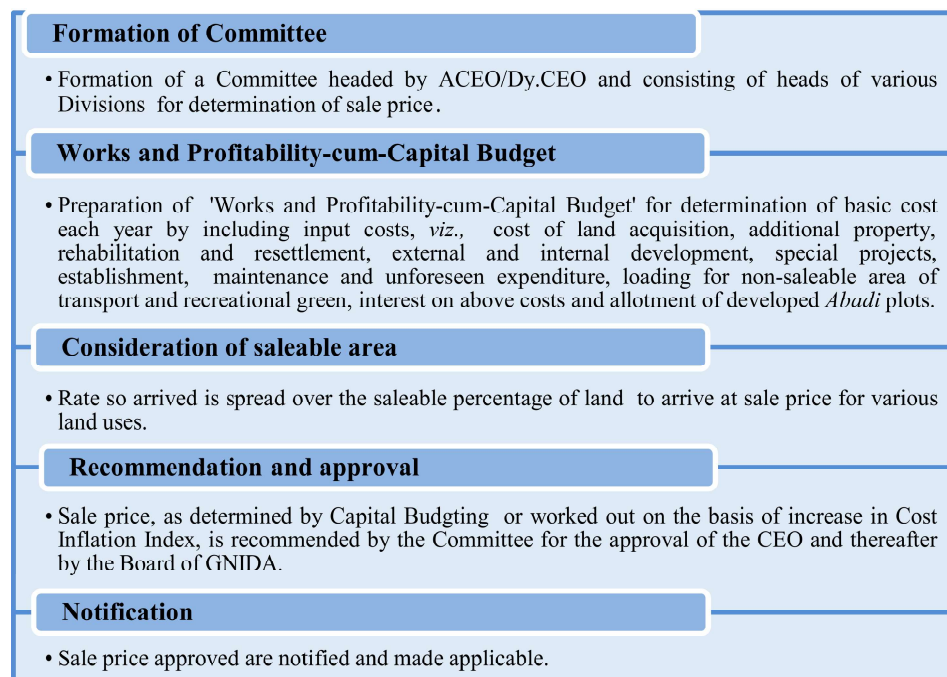 Formation of Committee
• Formation of a Committee headed by ACEO/Dy.CEO and consisting of heads of various
Divisions for determination of sale price.
Works and Profitability-cum-Capital Budget
• Preparation of 'Works and Profitability-cum-Capital Budget' for determination of basic cost
each year by including input costs, viz., cost of land acquisition, additional property,
rehabilitation and resettlement, external and internal development, special projects,
establishment, maintenance and unforeseen expenditure, loading for non-saleable area of
transport and recreational green, interest on above costs and allotment of developed Abadi plots.
Consideration of saleable area
• Rate so arrived is spread over the saleable percentage of land to arrive at sale price for various
land uses.
Recommendation and approval
• Sale price, as determined by Capital Budgting or worked out on the basis of increase in Cost
Inflation Index, is recommended by the Committee for the approval of the CEO and thereafter
by the Board of GNIDA.
Notification
• Sale price approved are notified and made applicable.